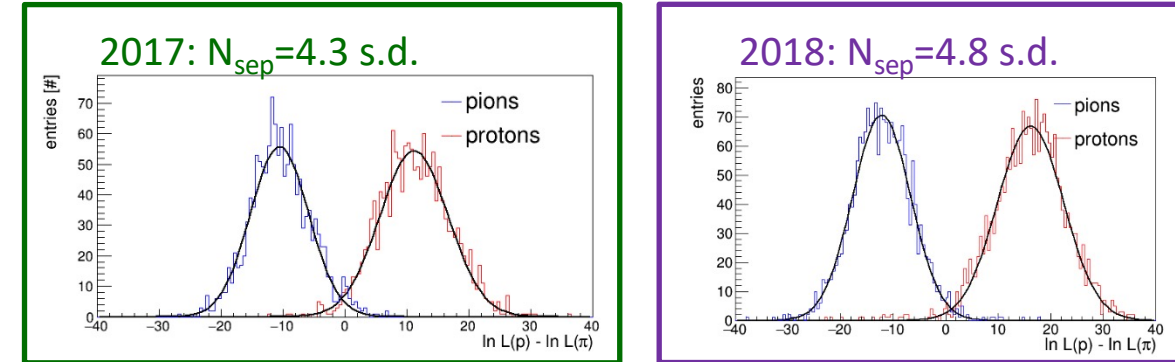 2017: Nsep=4.3 s.d.
entries [#]
70
60
50
40
30
20
10
0
pions
protons
−40 −30 −20 −10 0 10 20 30 40
ln L(p) - ln L(π)
2018: Nsep=4.8 s.d.
entries
80
70
60
50
40
30
20
10
0
pions
protons
−40 −30 −20 −10 0 10 20 30 40
ln L(p) - ln L(π)